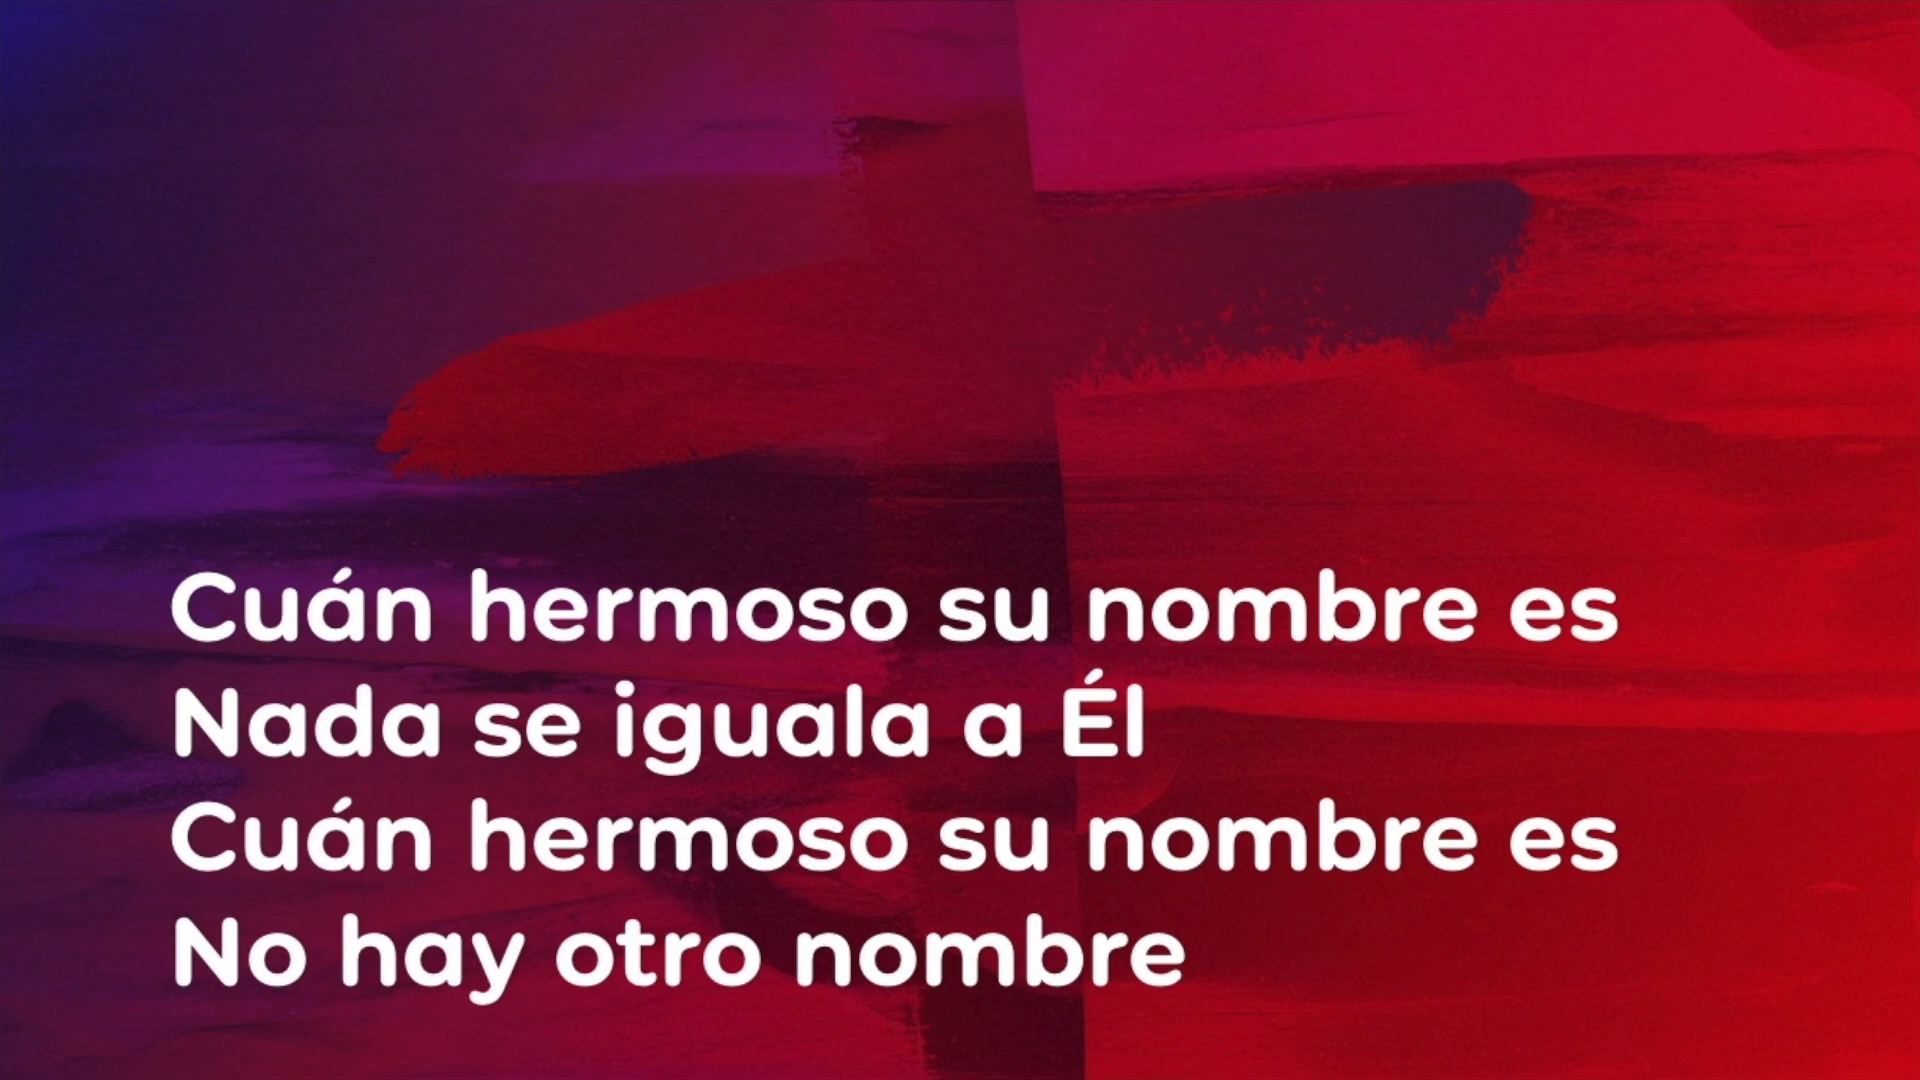 Cuán hermoso su nombre es
Nada se iguala a Él
Cuán hermoso su nombre es
No hay otro nombre